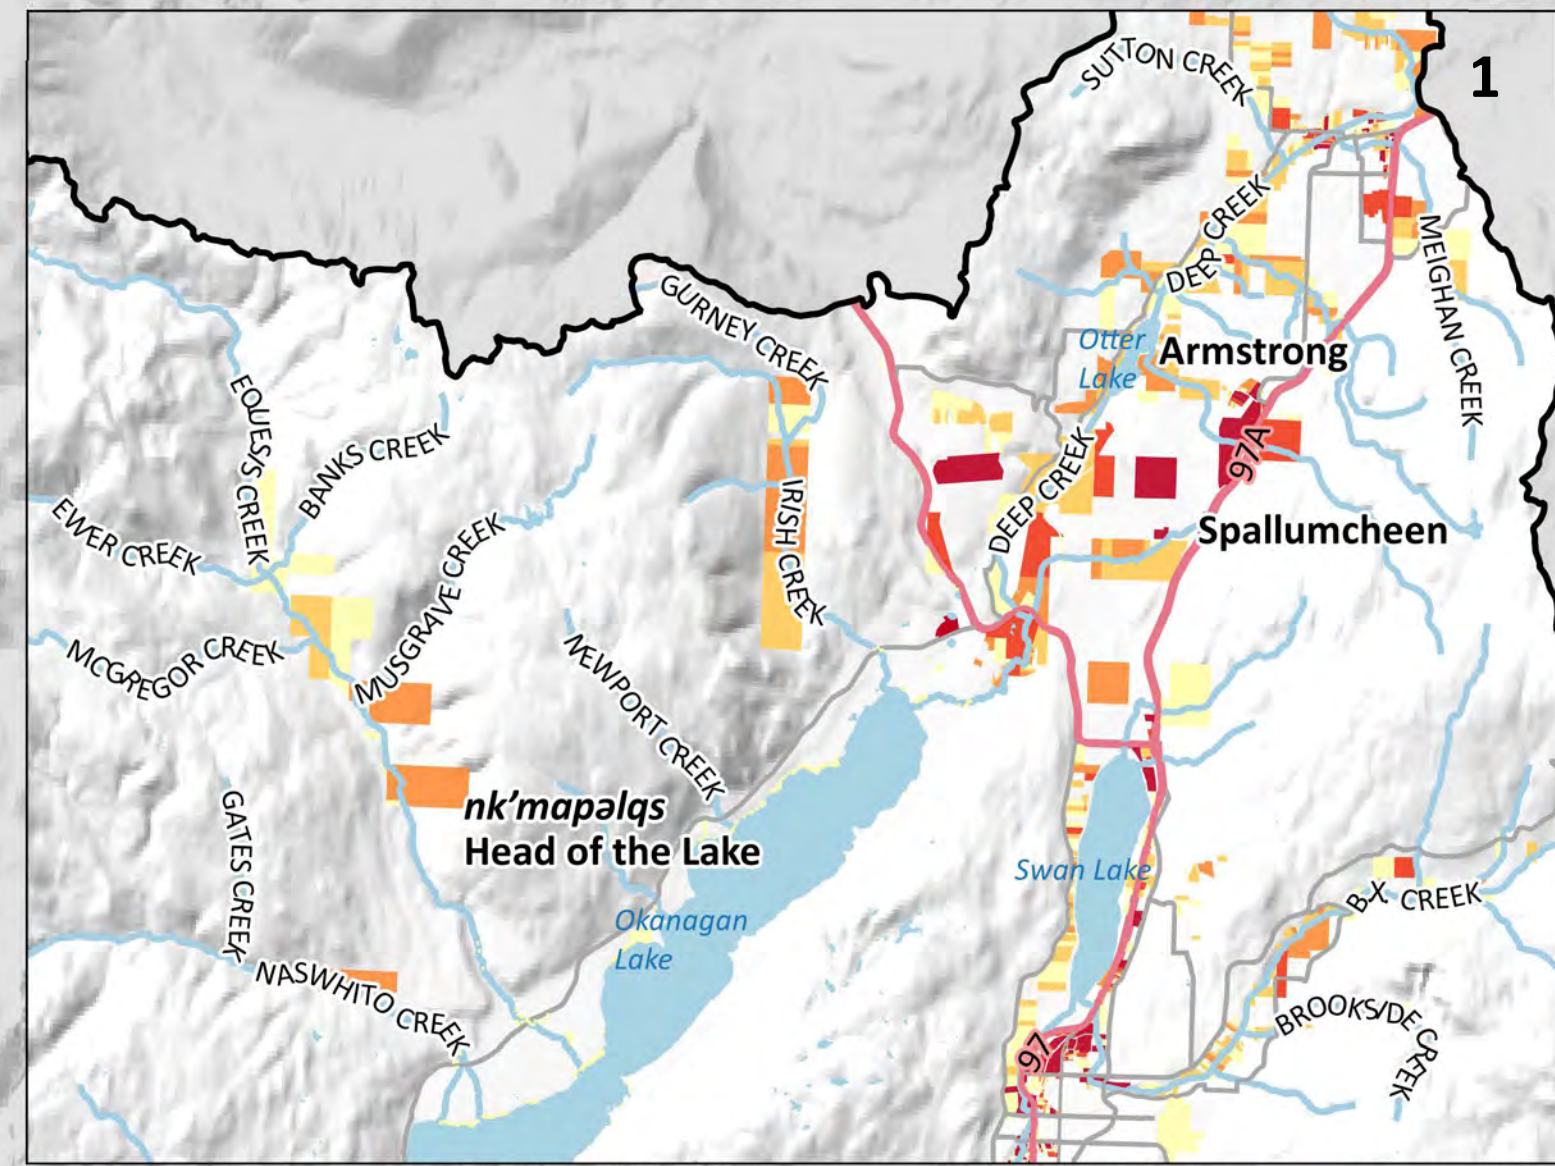 1
SUTTON CREEK
DEEP CREEK
MEIGHAN CREEK
GURNEY CREEK
Otter
Lake
Armstrong
EQUESIS CREEK
BANKS CREEK
97A
DEEP CREEK
IRISH CREEK
EWER CREEK
MUSGRAVE CREEK
Spallumcheen
MCGREGOR CREEK
NEWPORT CREEK
nk’mapəlqs
Head of the Lake
GATES CREEK
Swan Lake
BX CREEK
Okanagan
Lake
NASWHITO CREEK
BROOKSIDE CREEK
97